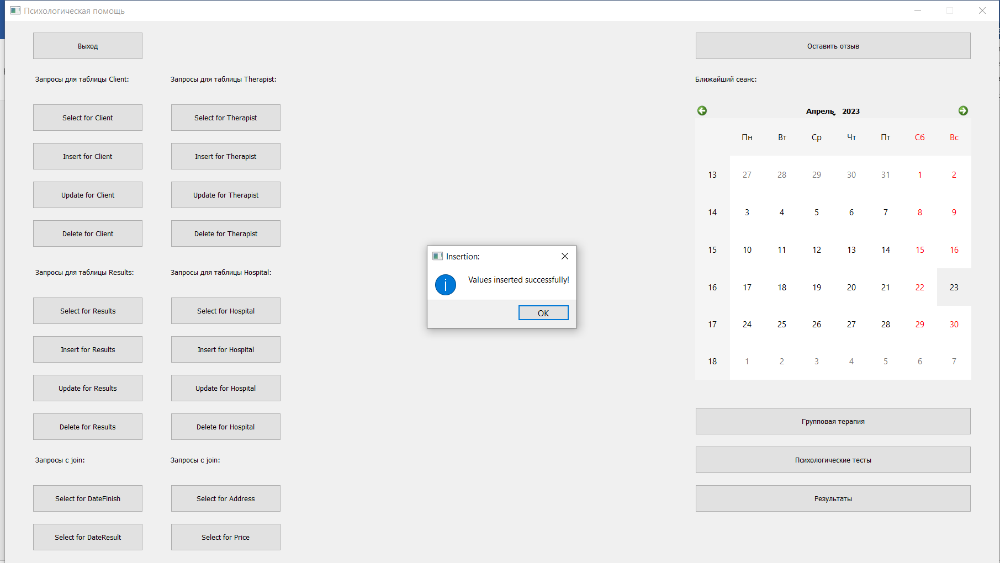 Психологическая помощь
Выход
Оставить отзыв
Запросы для таблицы Client:
Запросы для таблицы Therapist:
Ближайший сеанс:
Select for Client
Select for Therapist
Insert for Client
Insert for Therapist
Update for Client
Update for Therapist
Delete for Client
Delete for Therapist
Запросы для таблицы Results:
Запросы для таблицы Hospital:
Select for Results
Select for Hospital
Insert for Results
Insert for Hospital
Update for Results
Update for Hospital
Delete for Results
Delete for Hospital
Запросы с join:
Запросы с join:
Select for DateFinish
Select for Address
Select for DateResult
Select for Price
Insertion:
Values inserted successfully!
OK
Апрель 2023
Пн Вт Ср Чт Пт Сб Вс
13 27 28 29 30 31 1 2
14 3 4 5 6 7 8 9
15 10 11 12 13 14 15 16
16 17 18 19 20 21 22 23
17 24 25 26 27 28 29 30
18 1 2 3 4 5 6 7
Групповая терапия
Психологические тесты
Результаты